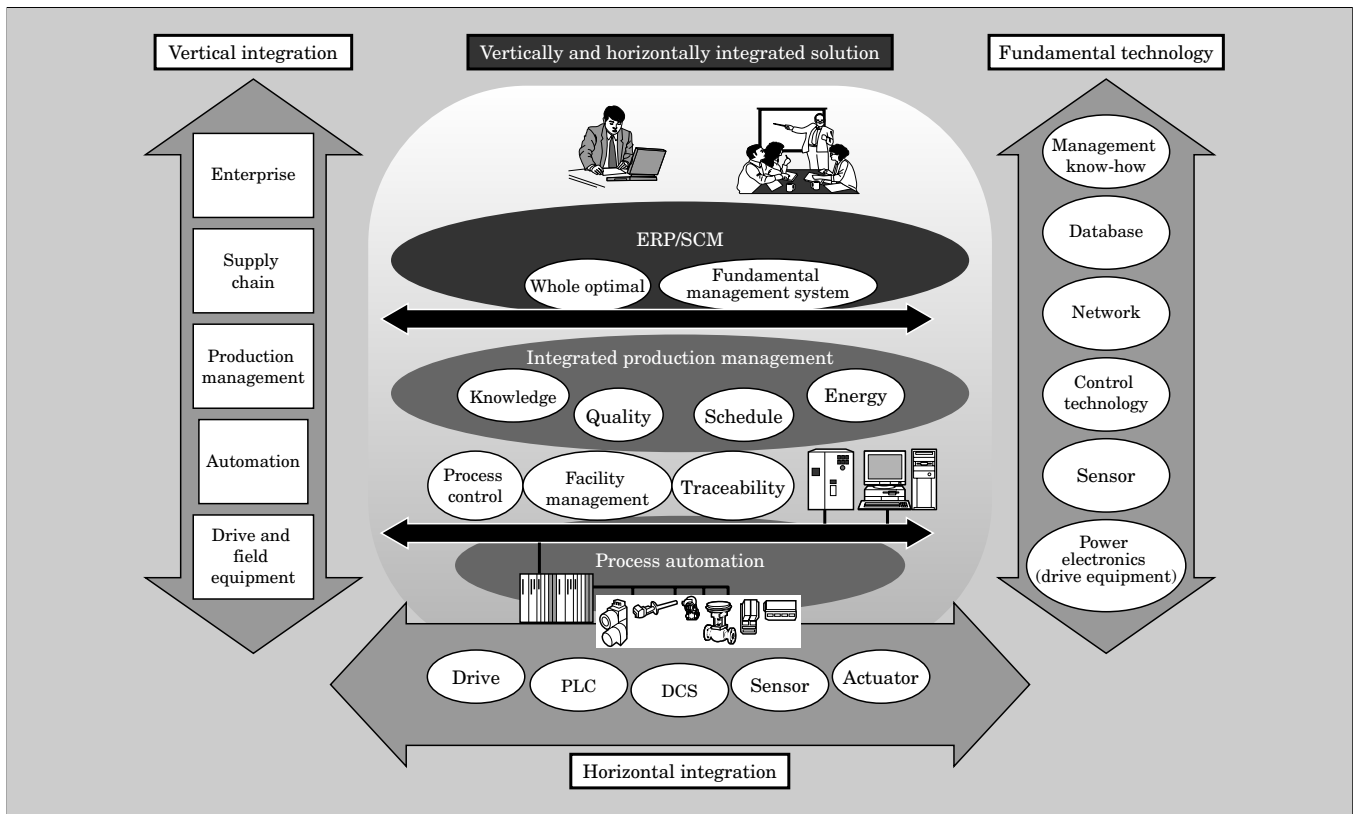 Vertical integration
Vertically and horizontally integrated solution
Fundamental technology
Enterprise
Supply
chain
Production
management
Automation
Drive and
field
equipment
ERP/SCM
Whole optimal
Fundamental
management system
Integrated production management
Knowledge
Quality
Schedule
Energy
Process
control
Facility
management
Traceability
Process automation
Management
know-how
Database
Network
Control
technology
Sensor
Power
electronics
(drive equipment)
Drive
PLC
DCS
Sensor
Actuator
Horizontal integration